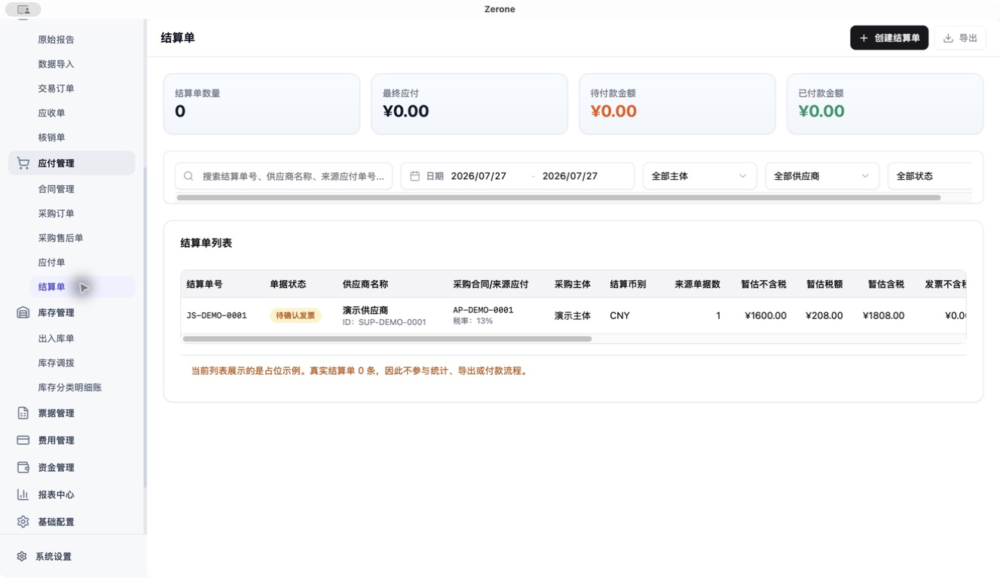 Zerone
原始报告
数据导入
交易订单
应收单
核销单
应付管理
合同管理
采购订单
采购售后单
应付单
结算单
库存管理
出入库单
库存调拨
库存分类明细账
票据管理
费用管理
资金管理
报表中心
基础配置
系统设置
结算单
创建结算单 导出
结算单数量
0
最终应付
¥0.00
待付款金额
¥0.00
已付款金额
¥0.00
搜索结算单号、供应商名称、来源应付单号... 日期 2026/07/27 - 2026/07/27 全部主体 全部供应商 全部状态
结算单列表
结算单号 单据状态 供应商名称 采购合同/来源应付 采购主体 结算币别 来源单据数 暂估不含税 暂估税额 暂估含税 发票不含税
JS-DEMO-0001 待确认发票 演示供应商 AP-DEMO-0001 演示主体 CNY 1 ¥1600.00 ¥208.00 ¥1808.00 ¥0.0
ID: SUP-DEMO-0001 税率: 13%
当前列表展示的是占位示例。真实结算单 0 条，因此不参与统计、导出或付款流程。